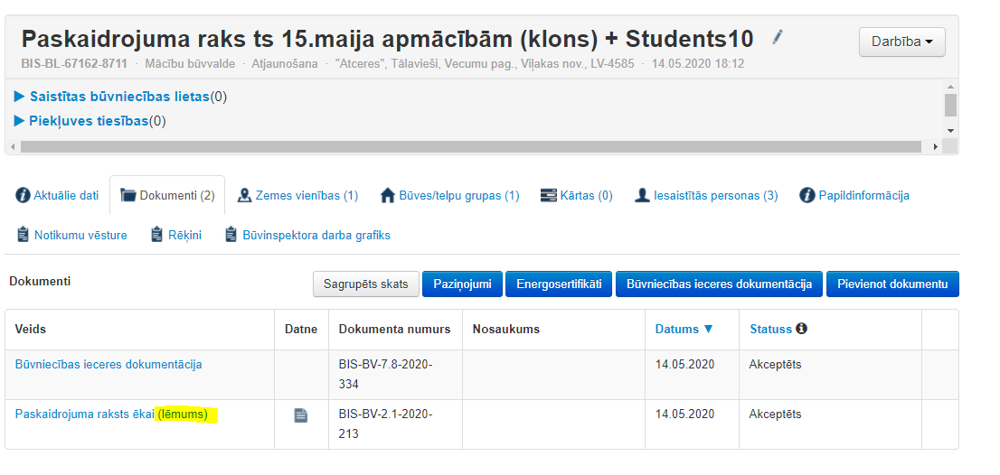 Paskaidrojuma raks ts 15.maija apmācībām (klons) + Students10
Darbība
BIS-BL-67162-8711 · Mācību būvvalde · Atjaunošana · "Atceres", Tālavieši, Vecumu pag., Viļakas nov., LV-4585 · 14.05.2020 18:12
Saistītas būvniecības lietas(0)
Piekļuves tiesības(0)
Aktuālie dati Dokumenti (2) Zemes vienības (1) Būves/telpu grupas (1) Kārtas (0) Iesaistītās personas (3) Papildinformācija
Notikumu vēsture Rēķini Būvinspektora darba grafiks
Dokumenti Sagrupēts skats Paziņojumi Energosertifikāti Būvniecības ieceres dokumentācija Pievienot dokumentu
Veids Datne Dokumenta numurs Nosaukums Datums ▼ Statuss
Būvniecības ieceres dokumentācija BIS-BV-7.8-2020- 14.05.2020 Akceptēts
334
Paskaidrojuma raksts ēkai (lēmums) BIS-BV-2.1-2020- 14.05.2020 Akceptēts
213